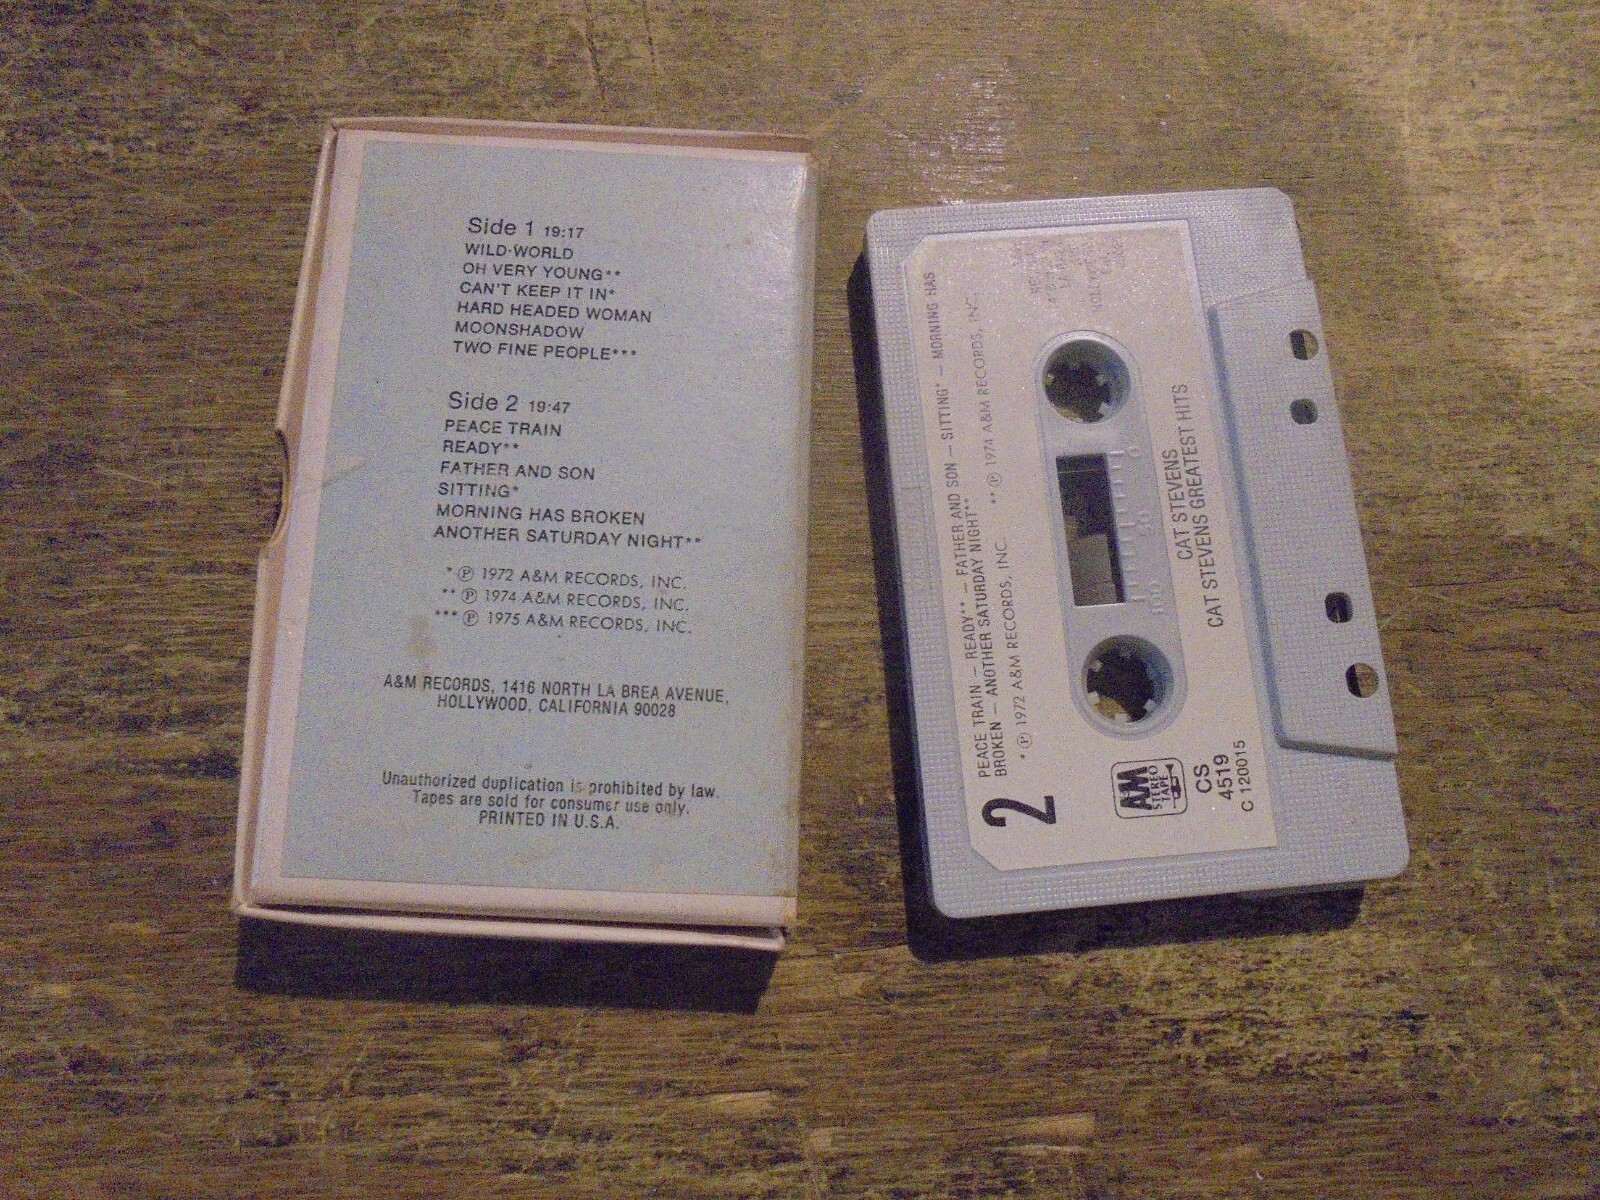 Side 1 19:17
WILD-WORLD
OH VERY YOUNG**
CAN'T KEEP IT IN*
HARD HEADED WOMAN
MOONSHADOW
TWO FINE PEOPLE***
Side 2 19:47
PEACE TRAIN
READY**
FATHER AND SON
SITTING*
MORNING HAS BROKEN
ANOTHER SATURDAY NIGHT**
* ℗ 1972 A&M RECORDS, INC.
** ℗ 1974 A&M RECORDS, INC.
*** ℗ 1975 A&M RECORDS, INC.
A&M RECORDS, 1416 NORTH LA BREA AVENUE,
HOLLYWOOD, CALIFORNIA 90028
Unauthorized duplication is prohibited by law.
Tapes are sold for consumer use only.
PRINTED IN U.S.A.
2
PEACE TRAIN — READY** — FATHER AND SON — SITTING* — MORNING HAS
BROKEN — ANOTHER SATURDAY NIGHT**
* ℗ 1972 A&M RECORDS, INC. ** ℗ 1974 A&M RECORDS, INC.
100 50 0
A&M
STEREO
TAPE
CAT STEVENS
CAT STEVENS GREATEST HITS
CS
4519
C 120015